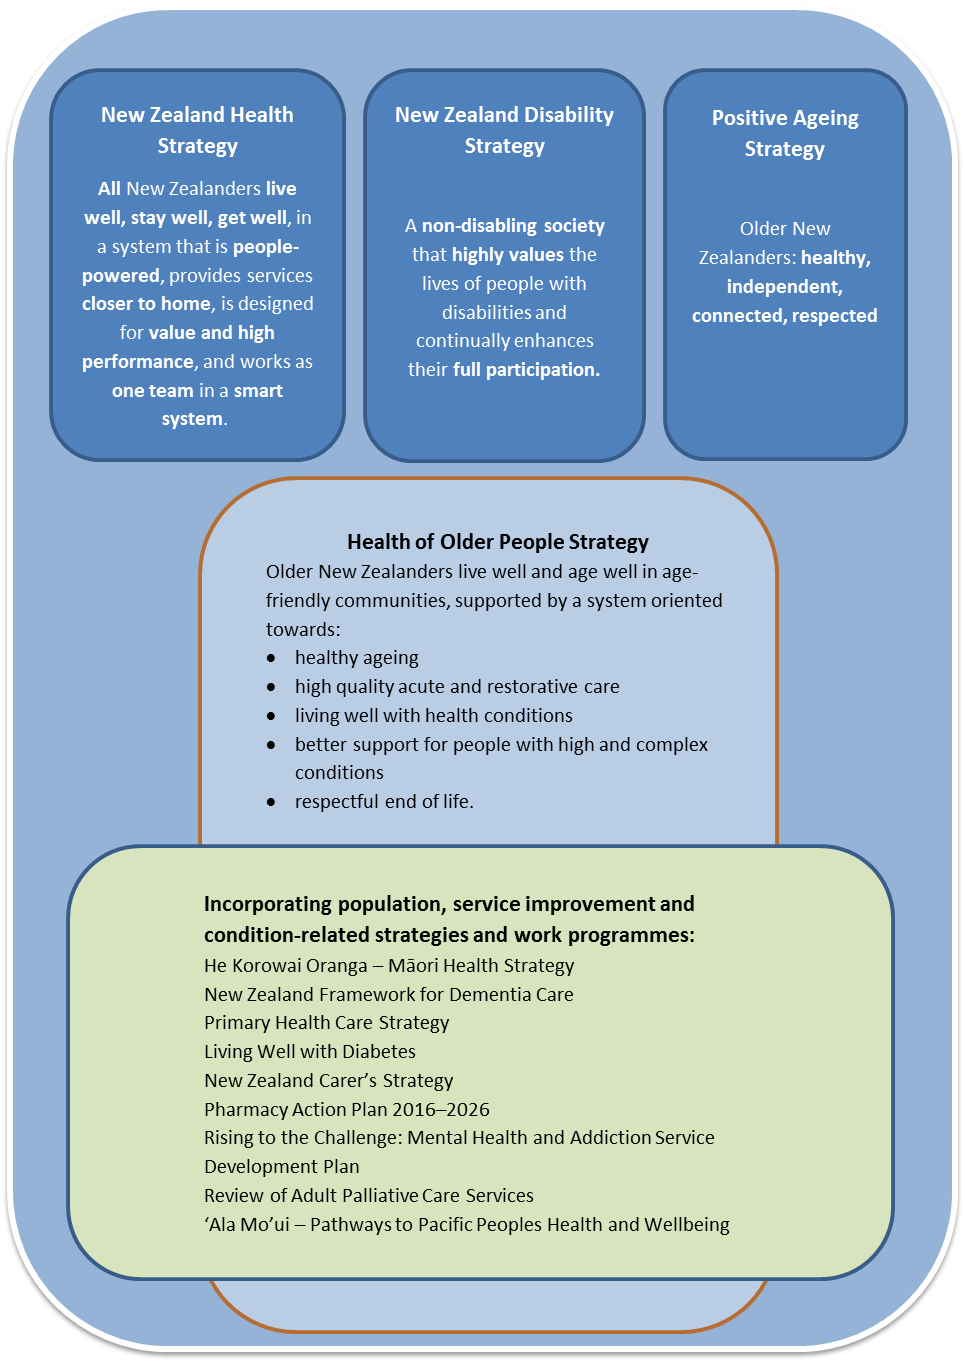 New Zealand Health
Strategy
All New Zealanders live
well, stay well, get well, in
a system that is people-
powered, provides services
closer to home, is designed
for value and high
performance, and works as
one team in a smart
system.
New Zealand Disability
Strategy
A non-disabling society
that highly values the
lives of people with
disabilities and
continually enhances
their full participation.
Positive Ageing
Strategy
Older New
Zealanders: healthy,
independent,
connected, respected
Health of Older People Strategy
Older New Zealanders live well and age well in age-
friendly communities, supported by a system oriented
towards:
• healthy ageing
• high quality acute and restorative care
• living well with health conditions
• better support for people with high and complex
conditions
• respectful end of life.
Incorporating population, service improvement and
condition-related strategies and work programmes:
He Korowai Oranga – Māori Health Strategy
New Zealand Framework for Dementia Care
Primary Health Care Strategy
Living Well with Diabetes
New Zealand Carer’s Strategy
Pharmacy Action Plan 2016–2026
Rising to the Challenge: Mental Health and Addiction Service
Development Plan
Review of Adult Palliative Care Services
‘Ala Mo’ui – Pathways to Pacific Peoples Health and Wellbeing